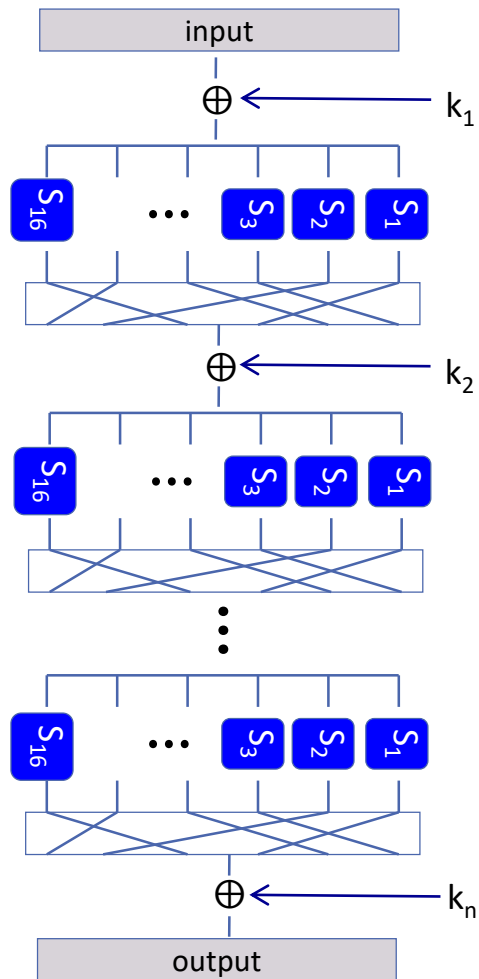 input
⊕ k₁
S₁₆ ... S₃ S₂ S₁
⊕ k₂
S₁₆ ... S₃ S₂ S₁
⋮
S₁₆ ... S₃ S₂ S₁
⊕ kₙ
output